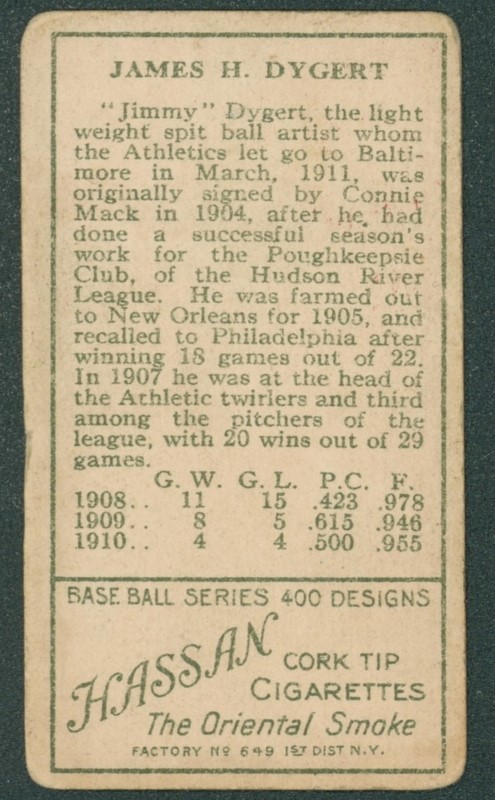 JAMES H. DYGERT
"Jimmy" Dygert, the light
weight spit ball artist whom
the Athletics let go to Balti-
more in March, 1911, was
originally signed by Connie
Mack in 1904, after he had
done a successful season's
work for the Poughkeepsie
Club, of the Hudson River
League. He was farmed out
to New Orleans for 1905, and
recalled to Philadelphia after
winning 18 games out of 22.
In 1907 he was at the head of
the Athletic twirlers and third
among the pitchers of the
league, with 20 wins out of 29
games.
G. W. G. L. P.C. F.
1908.. 11 15 .423 .978
1909.. 8 5 .615 .946
1910.. 4 4 .500 .955
BASE BALL SERIES 400 DESIGNS
HASSAN
CORK TIP
CIGARETTES
The Oriental Smoke
FACTORY Nº 649 1ST DIST N.Y.